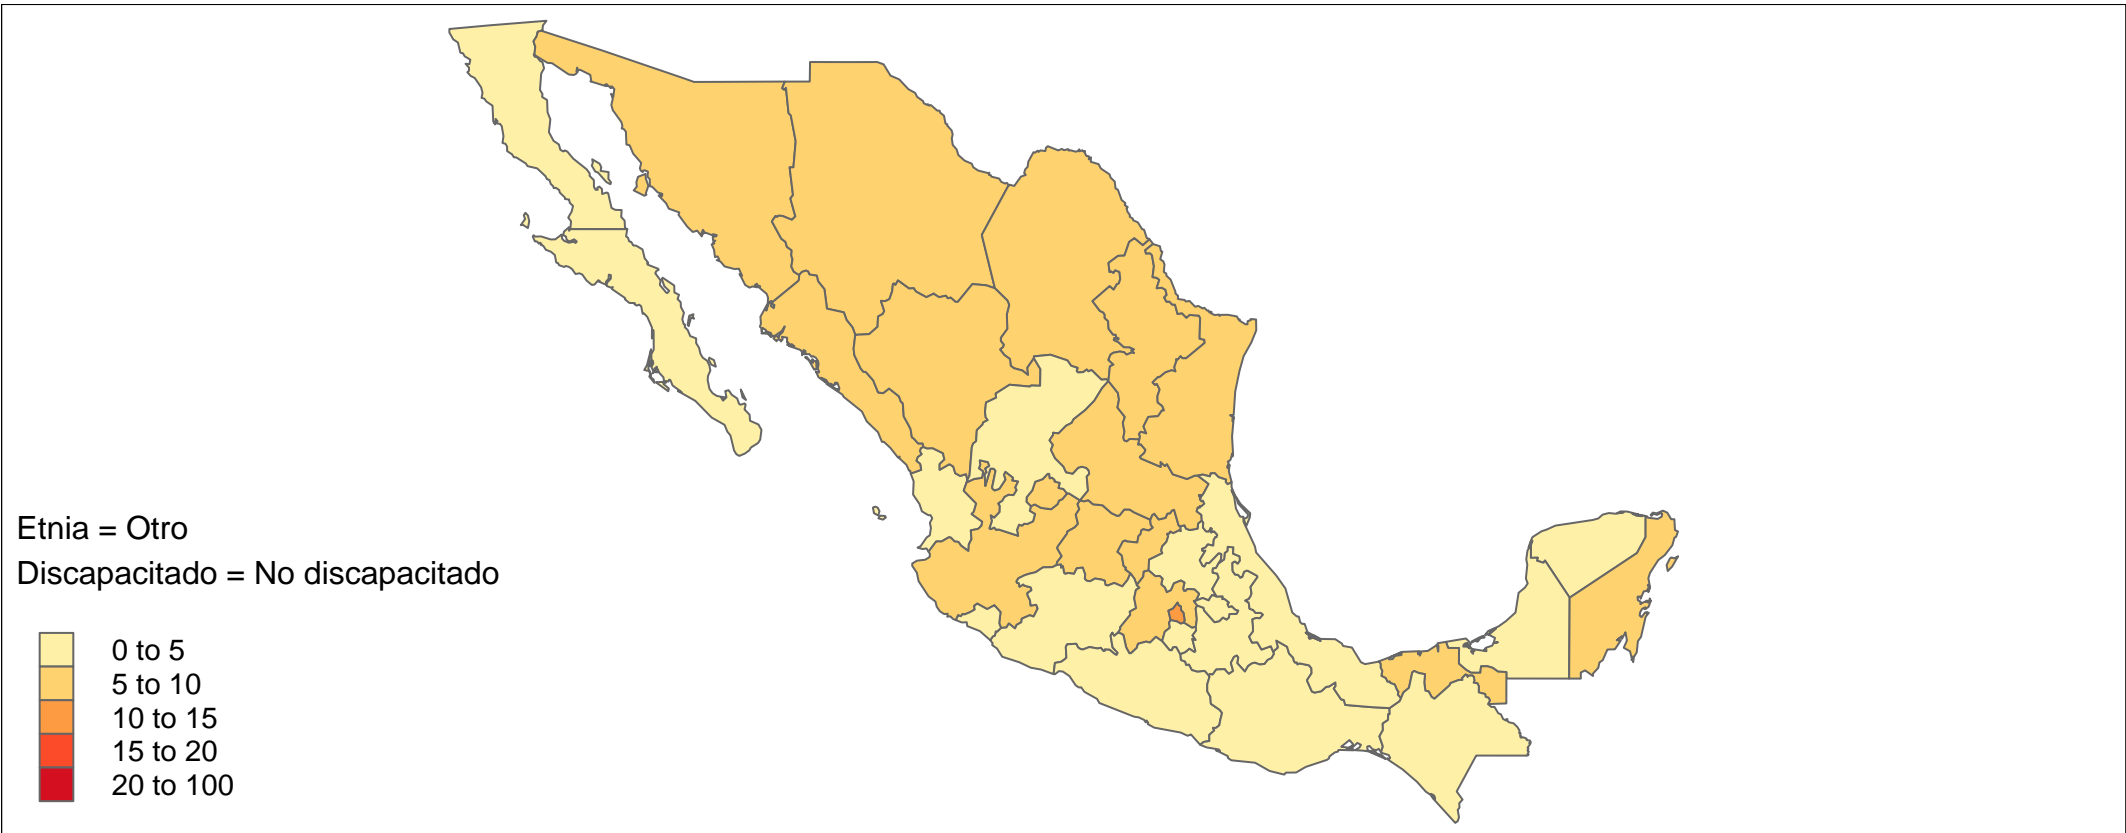 Etnia = Otro
Discapacitado = No discapacitado
0 to 5
5 to 10
10 to 15
15 to 20
20 to 100